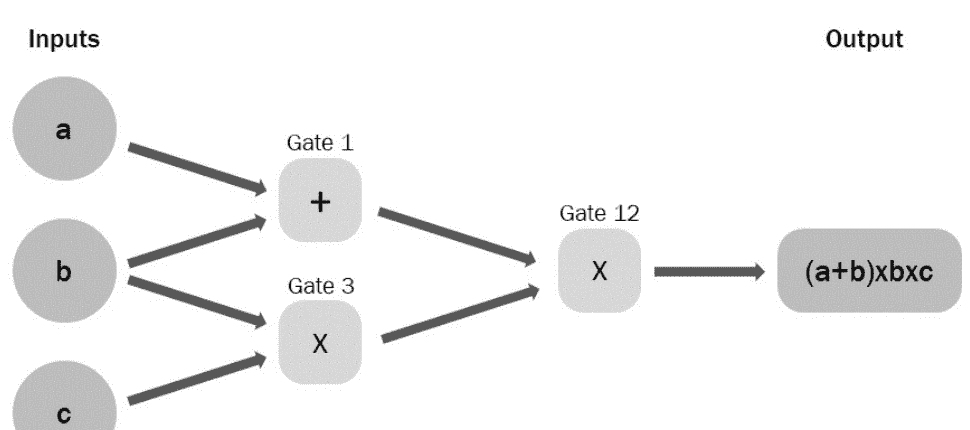 Inputs
Output
a
Gate 1
+
Gate 12
b
X
(a+b)xbxc
Gate 3
X
c